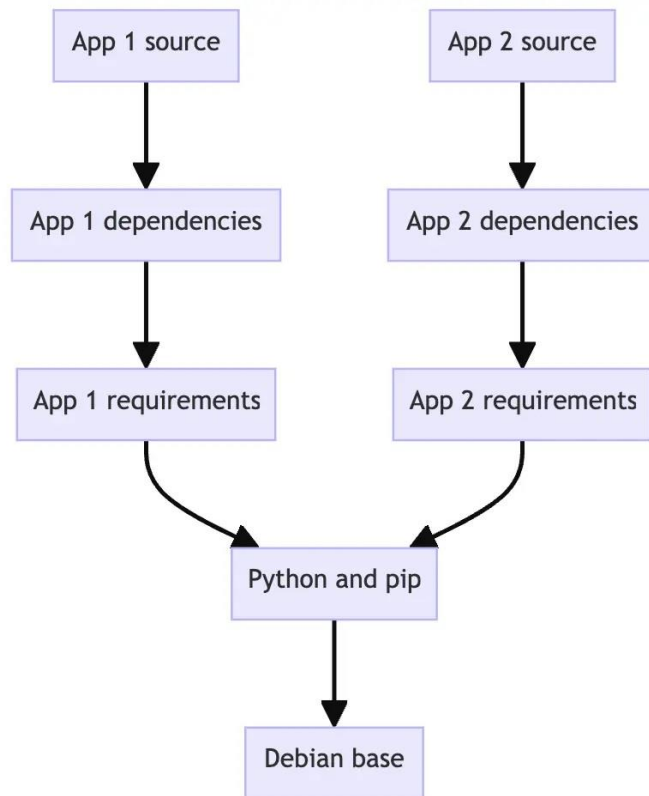 App 1 source
App 2 source
App 1 dependencies
App 2 dependencies
App 1 requirements
App 2 requirements
Python and pip
Debian base